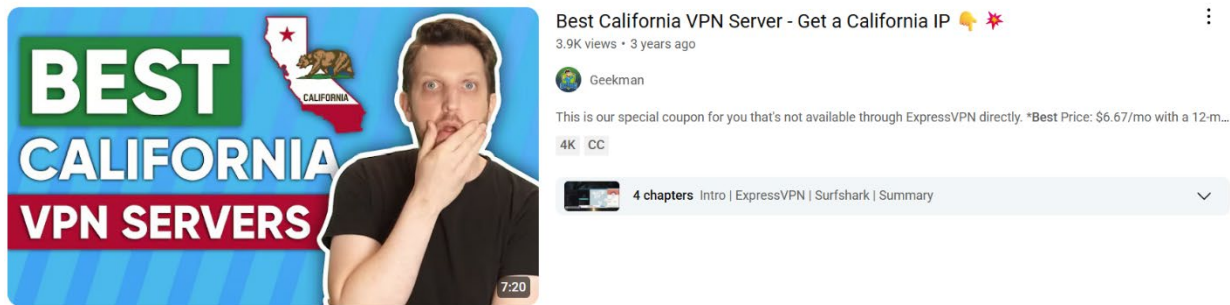 BEST
CALIFORNIA
CALIFORNIA
VPN SERVERS
7:20
Best California VPN Server - Get a California IP 👇 💥
3.9K views • 3 years ago
Geekman
This is our special coupon for you that's not available through ExpressVPN directly. *Best Price: $6.67/mo with a 12-m...
4K CC
4 chapters Intro | ExpressVPN | Surfshark | Summary